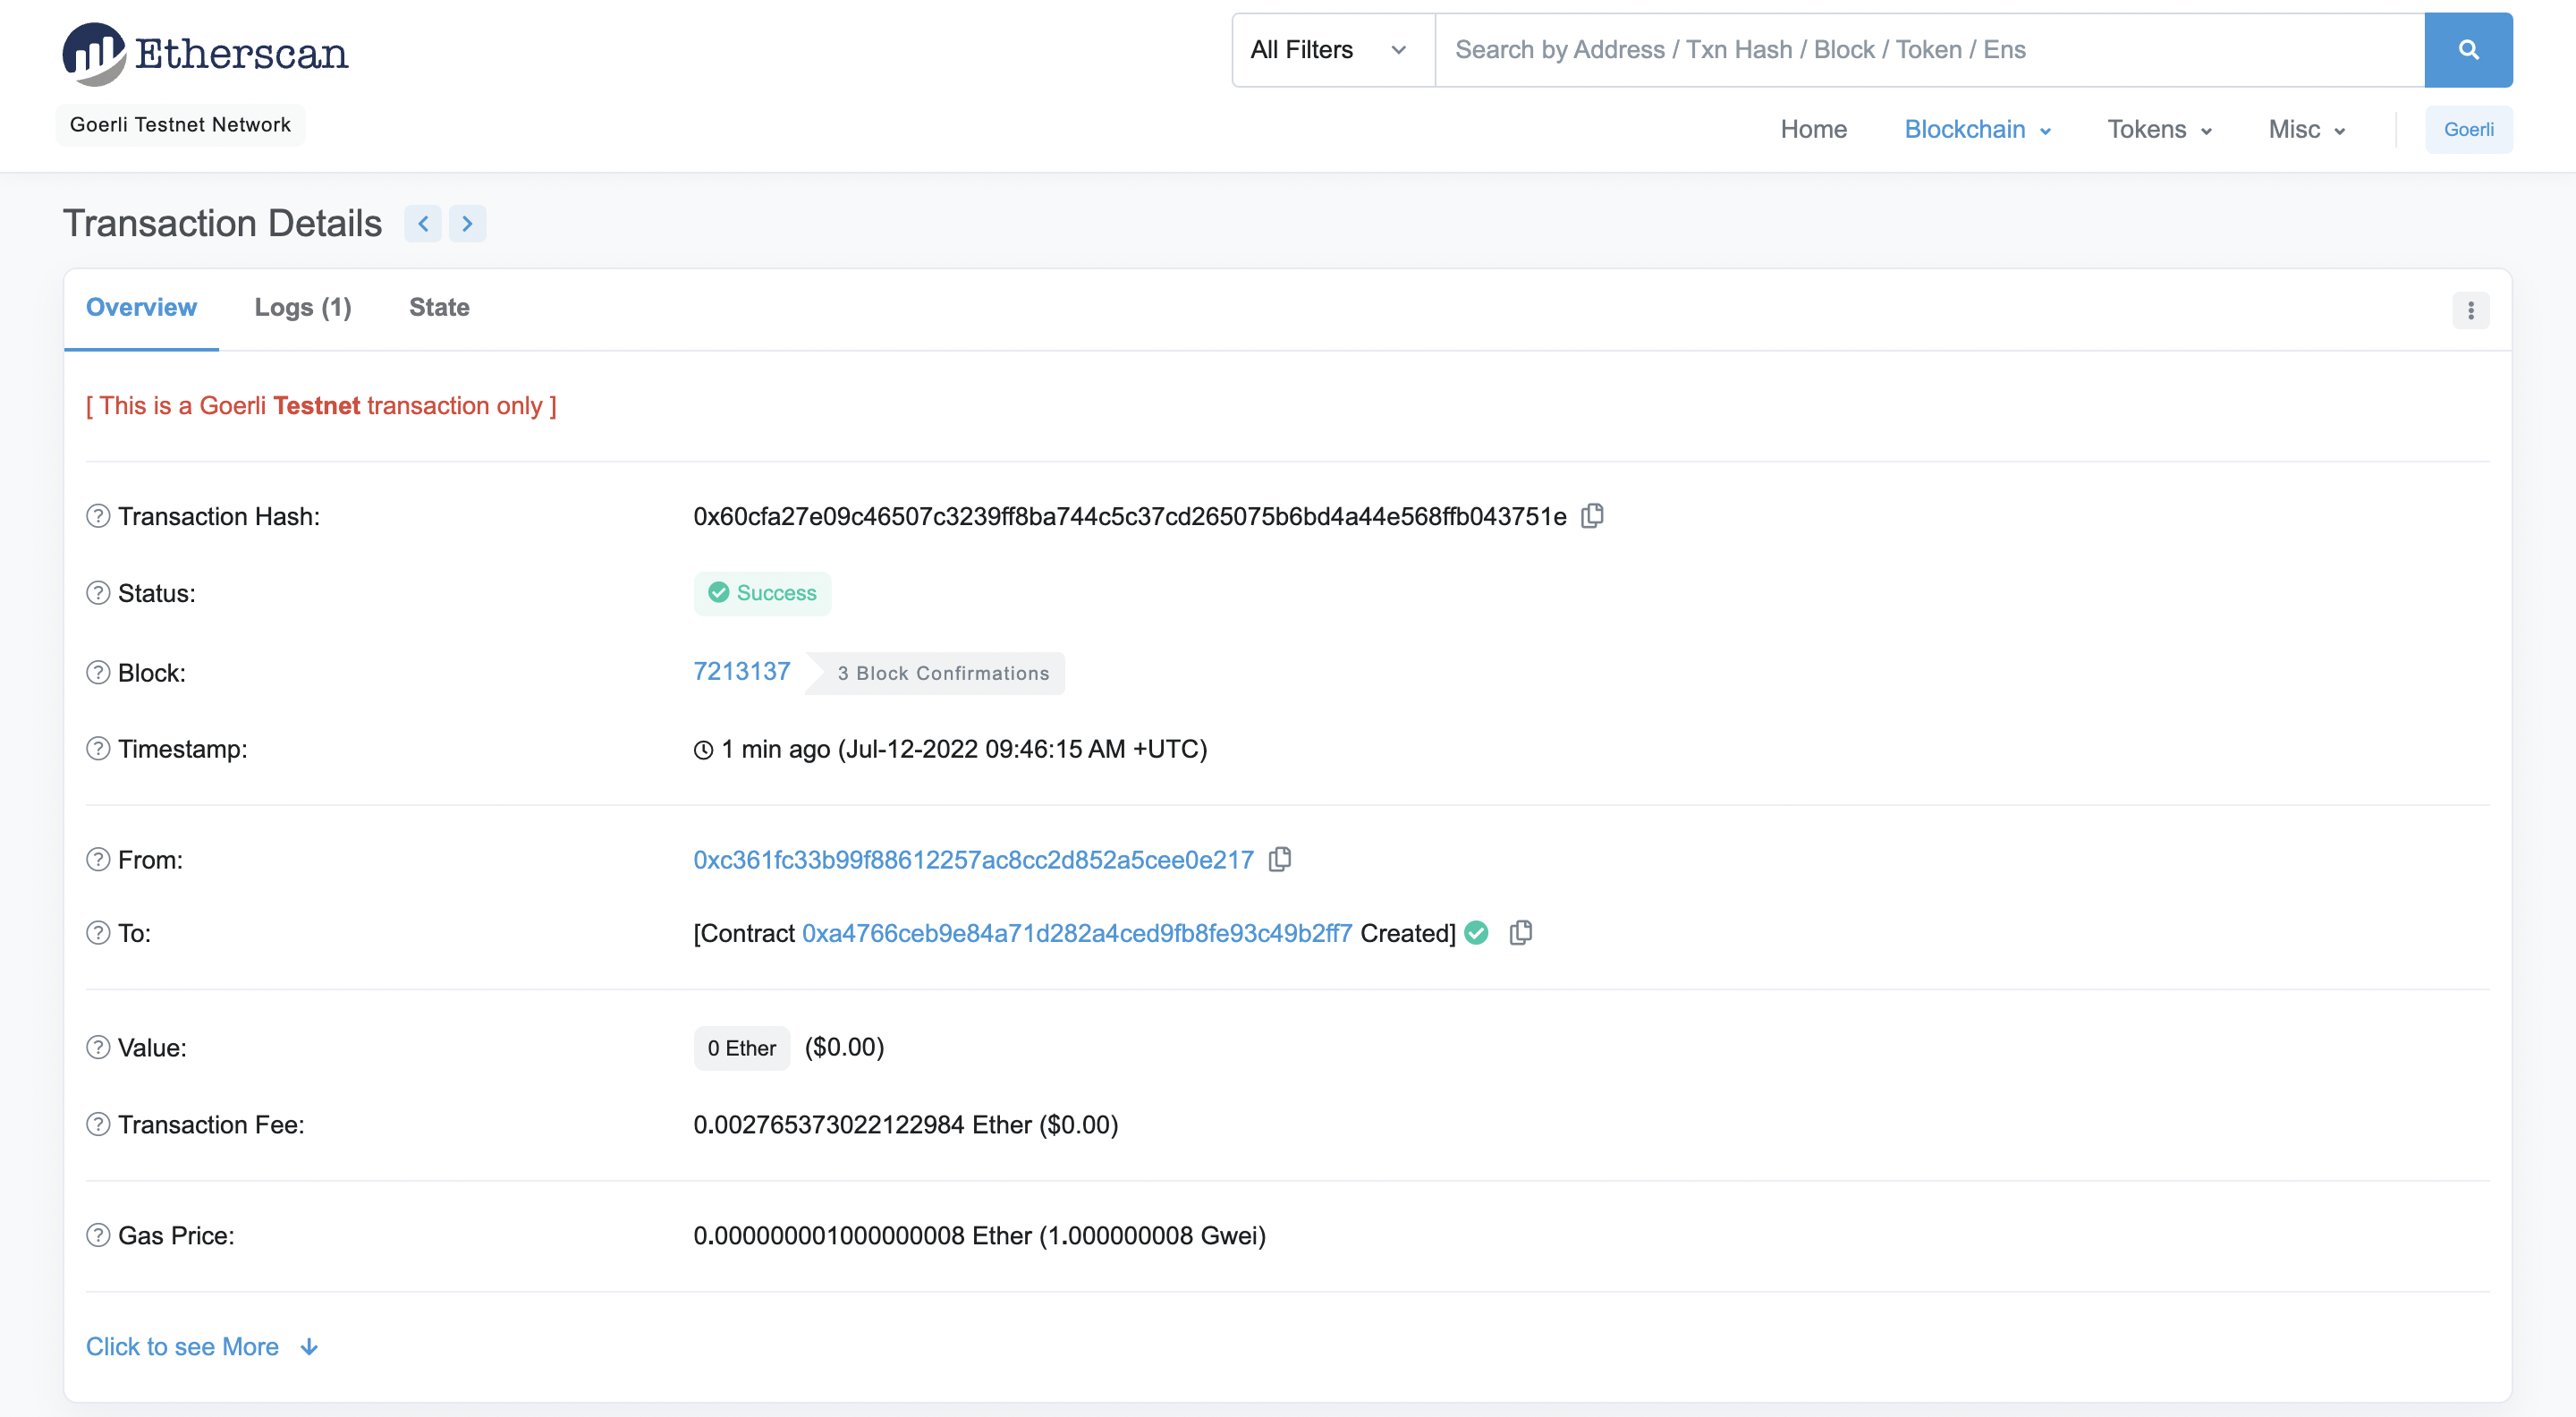 Etherscan
All Filters
Search by Address / Txn Hash / Block / Token / Ens
Goerli Testnet Network
Home Blockchain Tokens Misc Goerli
Transaction Details
Overview Logs (1) State
[ This is a Goerli Testnet transaction only ]
Transaction Hash: 0x60cfa27e09c46507c3239ff8ba744c5c37cd265075b6bd4a44e568ffb043751e
Status: Success
Block: 7213137 3 Block Confirmations
Timestamp: 1 min ago (Jul-12-2022 09:46:15 AM +UTC)
From: 0xc361fc33b99f88612257ac8cc2d852a5cee0e217
To: [Contract 0xa4766ceb9e84a71d282a4ced9fb8fe93c49b2ff7 Created]
Value: 0 Ether ($0.00)
Transaction Fee: 0.002765373022122984 Ether ($0.00)
Gas Price: 0.000000001000000008 Ether (1.000000008 Gwei)
Click to see More